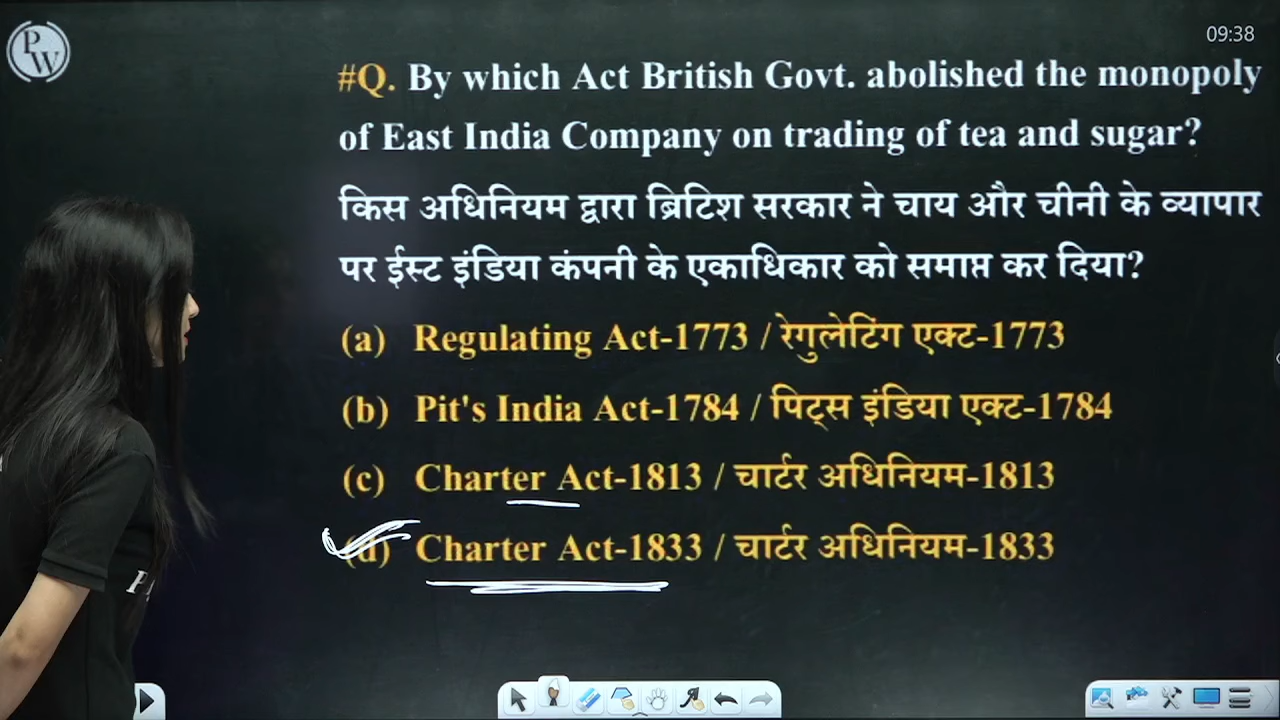 PW
09:38
#Q. By which Act British Govt. abolished the monopoly
of East India Company on trading of tea and sugar?
किस अधिनियम द्वारा ब्रिटिश सरकार ने चाय और चीनी के व्यापार
पर ईस्ट इंडिया कंपनी के एकाधिकार को समाप्त कर दिया?
(a) Regulating Act-1773 / रेगुलेटिंग एक्ट-1773
(b) Pit's India Act-1784 / पिट्स इंडिया एक्ट-1784
(c) Charter Act-1813 / चार्टर अधिनियम-1813
(d) Charter Act-1833 / चार्टर अधिनियम-1833